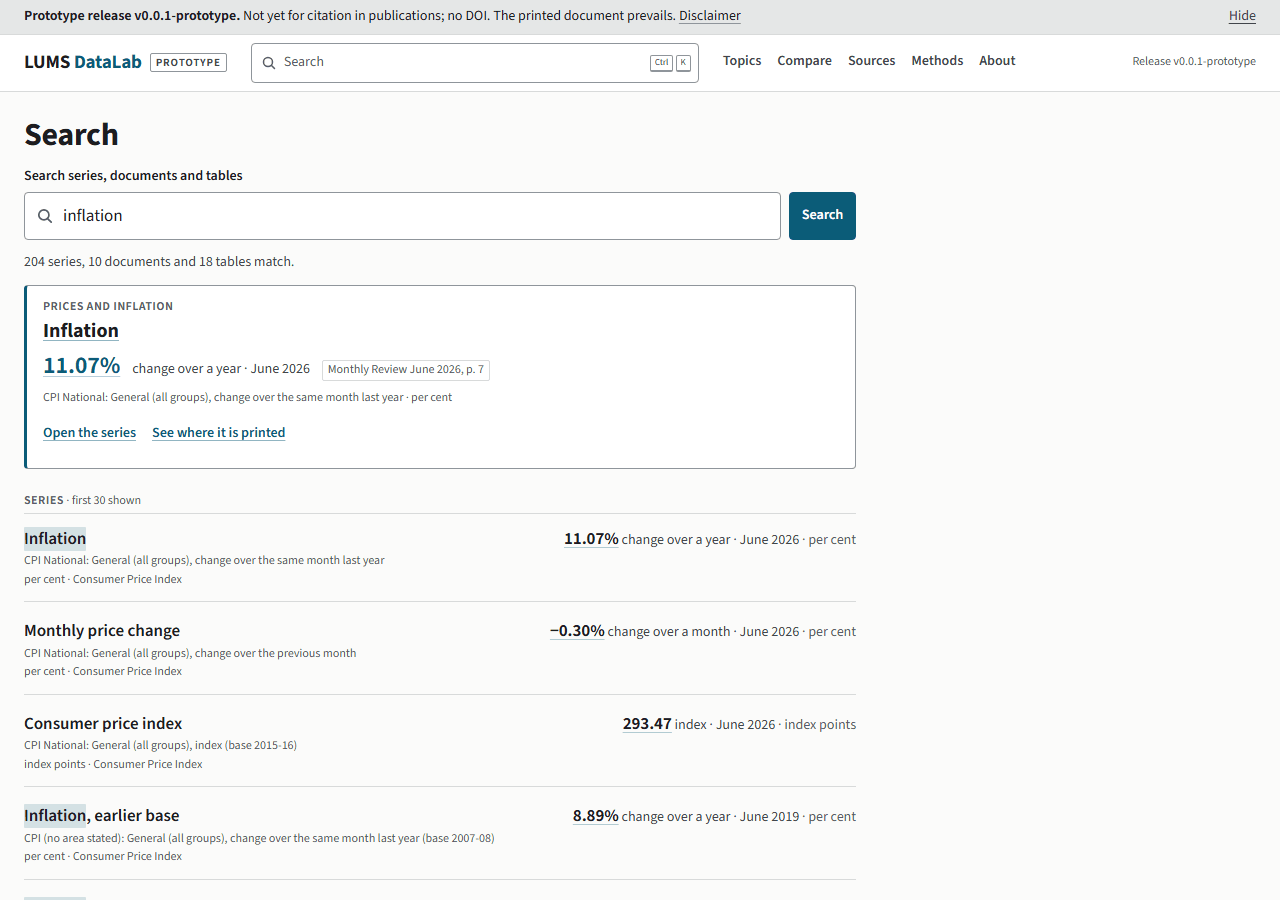 Prototype release v0.0.1-prototype. Not yet for citation in publications; no DOI. The printed document prevails. Disclaimer Hide
LUMS DataLab PROTOTYPE Search Ctrl K Topics Compare Sources Methods About Release v0.0.1-prototype
Search
Search series, documents and tables
inflation Search
204 series, 10 documents and 18 tables match.
PRICES AND INFLATION
Inflation
11.07% change over a year · June 2026 Monthly Review June 2026, p. 7
CPI National: General (all groups), change over the same month last year · per cent
Open the series See where it is printed
SERIES · first 30 shown
Inflation 11.07% change over a year · June 2026 · per cent
CPI National: General (all groups), change over the same month last year
per cent · Consumer Price Index
Monthly price change −0.30% change over a month · June 2026 · per cent
CPI National: General (all groups), change over the previous month
per cent · Consumer Price Index
Consumer price index 293.47 index · June 2026 · index points
CPI National: General (all groups), index (base 2015-16)
index points · Consumer Price Index
Inflation, earlier base 8.89% change over a year · June 2019 · per cent
CPI (no area stated): General (all groups), change over the same month last year (base 2007-08)
per cent · Consumer Price Index